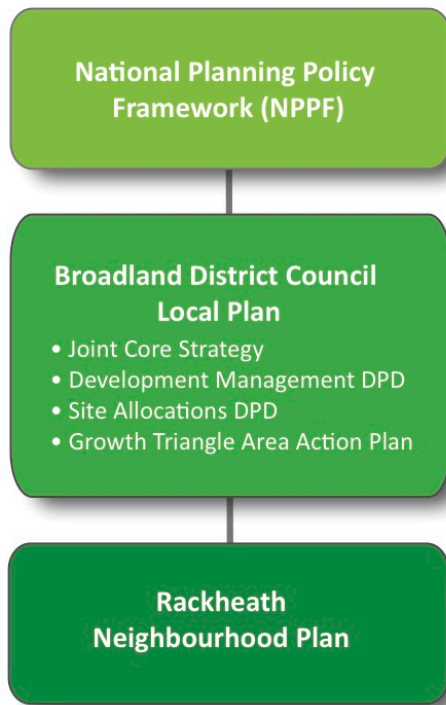 National Planning Policy
Framework (NPPF)
Broadland District Council
Local Plan
• Joint Core Strategy
• Development Management DPD
• Site Allocations DPD
• Growth Triangle Area Action Plan
Rackheath
Neighbourhood Plan